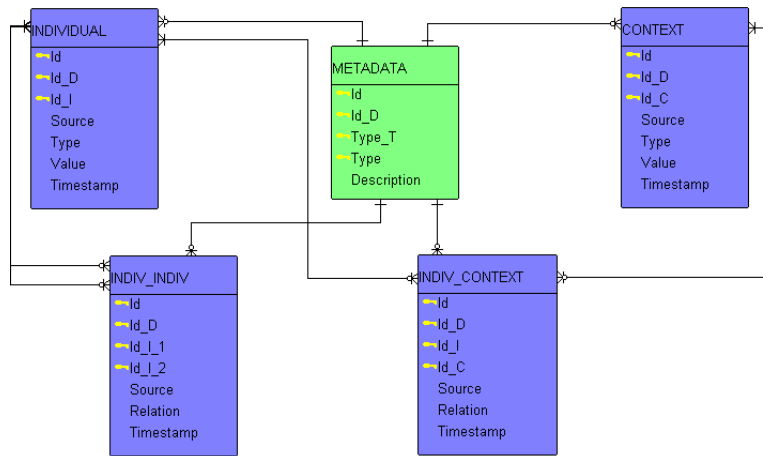 INDIVIDUAL
Id
Id_D
Id_I
Source
Type
Value
Timestamp
METADATA
Id
Id_D
Type_T
Type
Description
CONTEXT
Id
Id_D
Id_C
Source
Type
Value
Timestamp
INDIV_INDIV
Id
Id_D
Id_I_1
Id_I_2
Source
Relation
Timestamp
INDIV_CONTEXT
Id
Id_D
Id_I
Id_C
Source
Relation
Timestamp